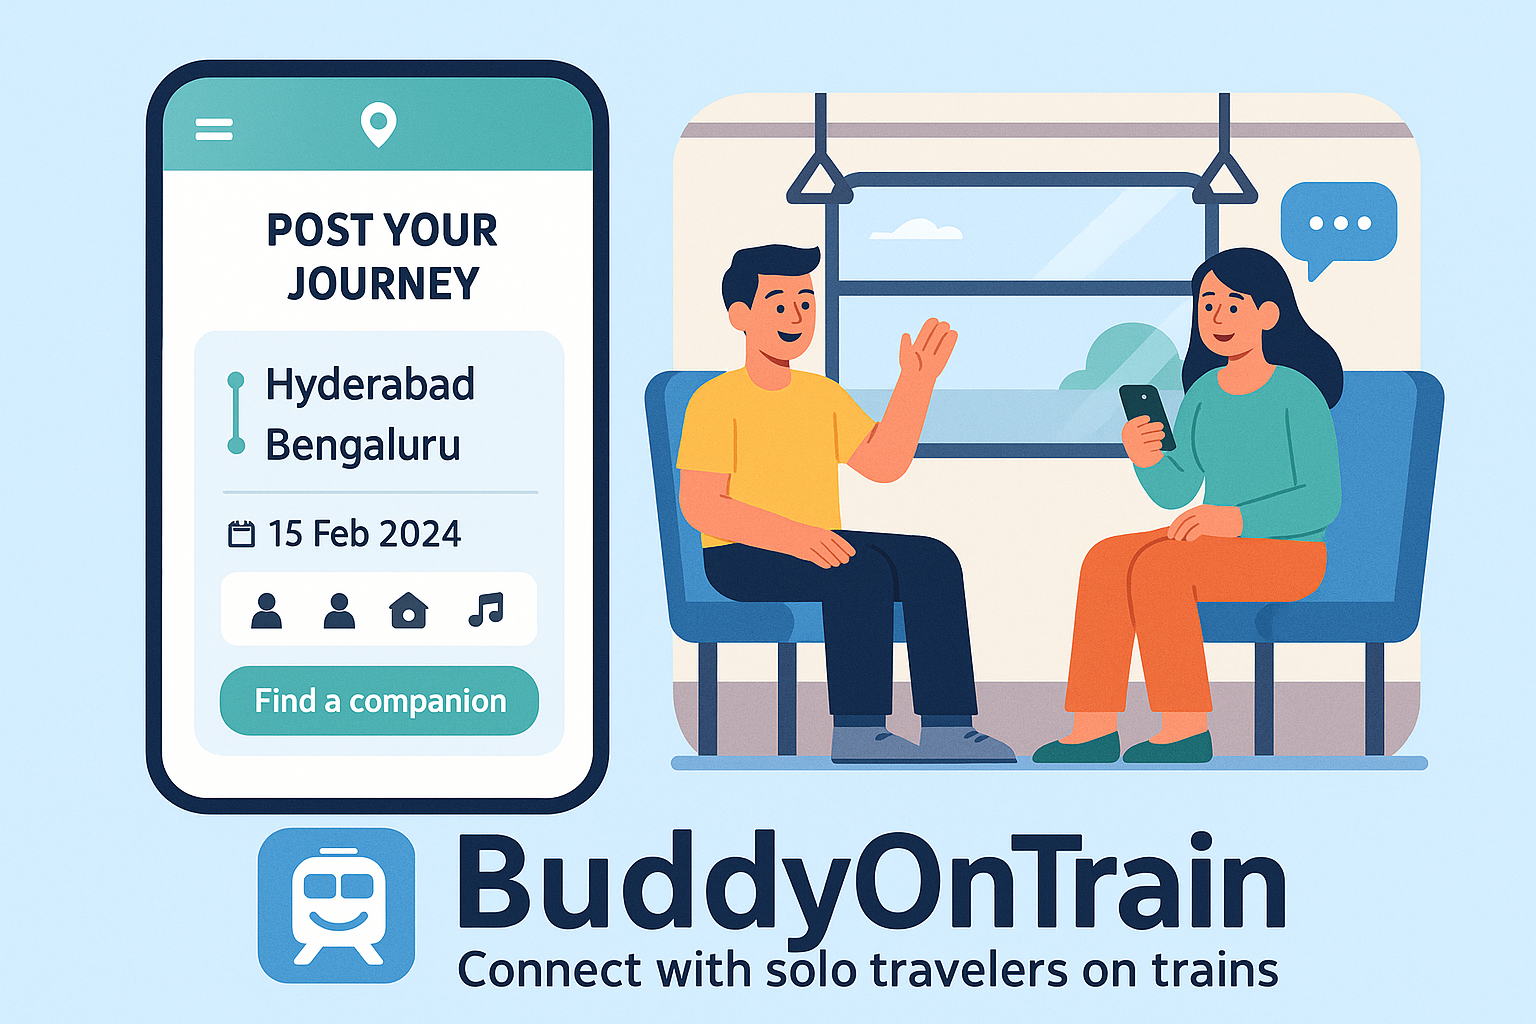 POST YOUR
JOURNEY
Hyderabad
Bengaluru
15 Feb 2024
Find a companion
BuddyOnTrain
Connect with solo travelers on trains